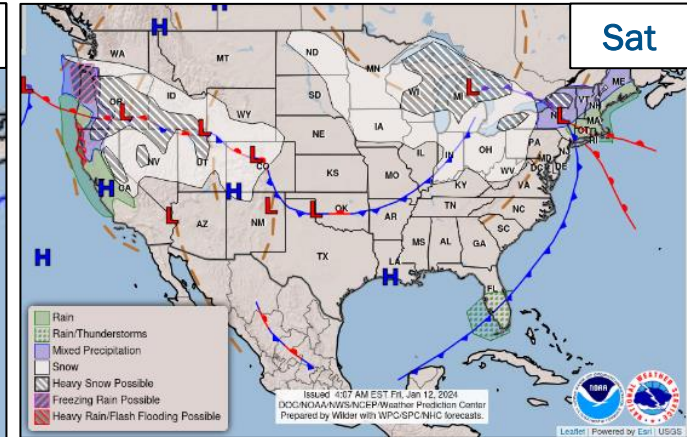 Sat
H
H
WA
MT
ND
MN
ME
L
OR
ID
WY
SD
WI
MI
L
VT
NH
L
L
L
MA
CT
RI
NV
UT
L
CO
NE
IA
IL
IN
OH
PA
NJ
MD
DE
DC
WV
VA
H
CA
H
KS
MO
KY
L
AZ
L
NM
L
OK
AR
TN
NC
SC
H
TX
LA
MS
AL
GA
H
FL
Rain
Rain/Thunderstorms
Mixed Precipitation
Snow
Heavy Snow Possible
Freezing Rain Possible
Heavy Rain/Flash Flooding Possible
Issued 4:07 AM EST Fri, Jan 12, 2024
DOC/NOAA/NWS/NCEP/Weather Prediction Center
Prepared by Wilder with WPC/SPC/NHC forecasts.
NOAA
NATIONAL WEATHER SERVICE
Leaflet | Powered by Esri | USGS